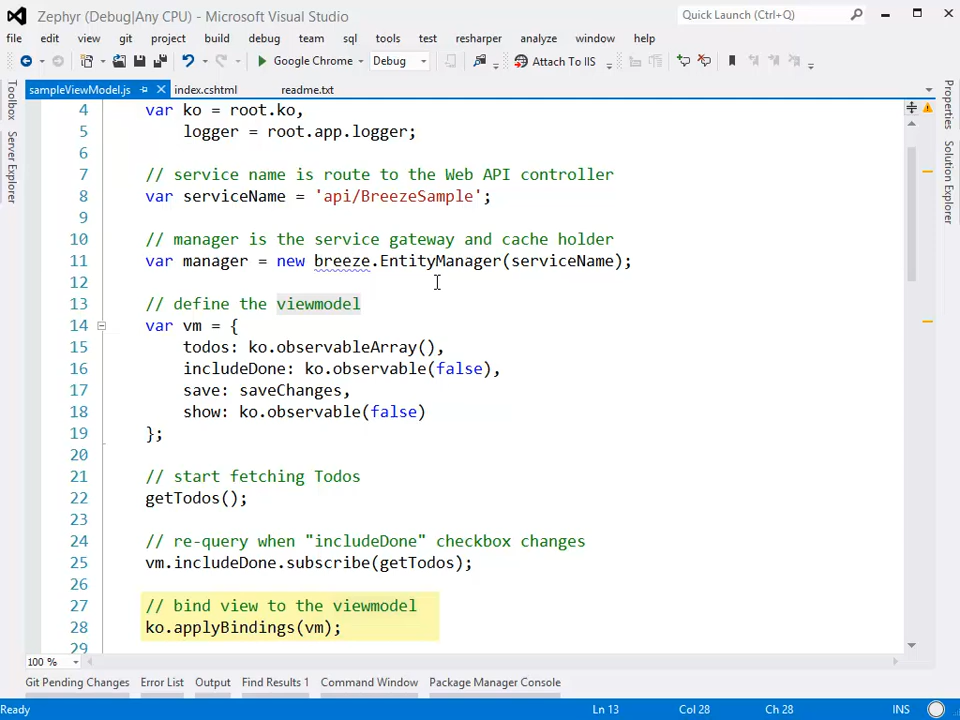 Zephyr (Debug|Any CPU) - Microsoft Visual Studio
Quick Launch (Ctrl+Q)
file edit view git project build debug team sql tools test resharper analyze window help
Google Chrome Debug Attach To IIS
sampleViewModel.js index.cshtml readme.txt
Toolbox
Server Explorer
Properties
Solution Explorer
4 var ko = root.ko,
5 logger = root.app.logger;
6
7 // service name is route to the Web API controller
8 var serviceName = 'api/BreezeSample';
9
10 // manager is the service gateway and cache holder
11 var manager = new breeze.EntityManager(serviceName);
12
13 // define the viewmodel
14 var vm = {
15 todos: ko.observableArray(),
16 includeDone: ko.observable(false),
17 save: saveChanges,
18 show: ko.observable(false)
19 };
20
21 // start fetching Todos
22 getTodos();
23
24 // re-query when "includeDone" checkbox changes
25 vm.includeDone.subscribe(getTodos);
26
27 // bind view to the viewmodel
28 ko.applyBindings(vm);
29
100 %
Git Pending Changes Error List Output Find Results 1 Command Window Package Manager Console
Ready Ln 13 Col 28 Ch 28 INS